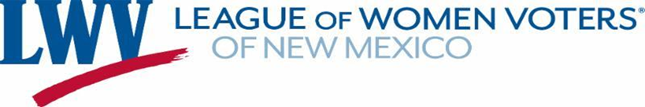 LWV LEAGUE OF WOMEN VOTERS®
OF NEW MEXICO